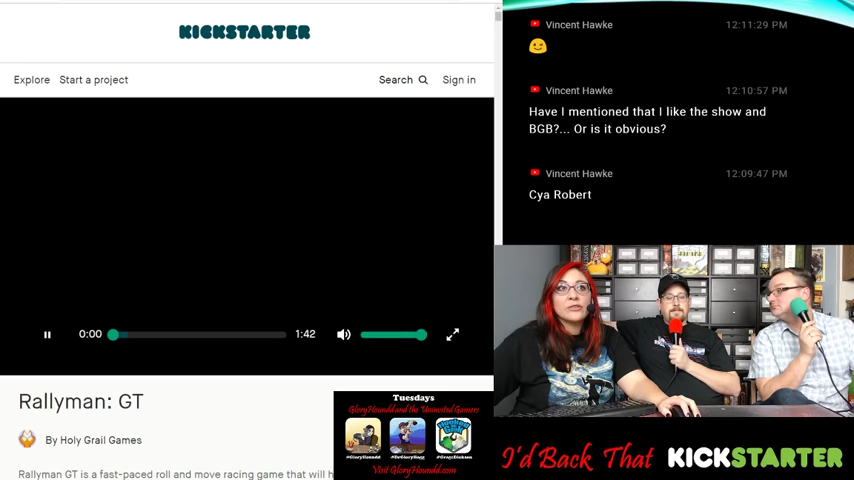 KICKSTARTER
Explore
Start a project
Search
Sign in
0:00
1:42
Rallyman: GT
By Holy Grail Games
Rallyman GT is a fast-paced roll and move racing game that will h
Vincent Hawke
12:11:29 PM
Vincent Hawke
12:10:57 PM
Have I mentioned that I like the show and
BGB?... Or is it obvious?
Vincent Hawke
12:09:47 PM
Cya Robert
Tuesdays
GloryHoundd and the Uninvited Gamers
#GloryHoundd
Visit GloryHoundd.com
I'd Back That KICKSTARTER